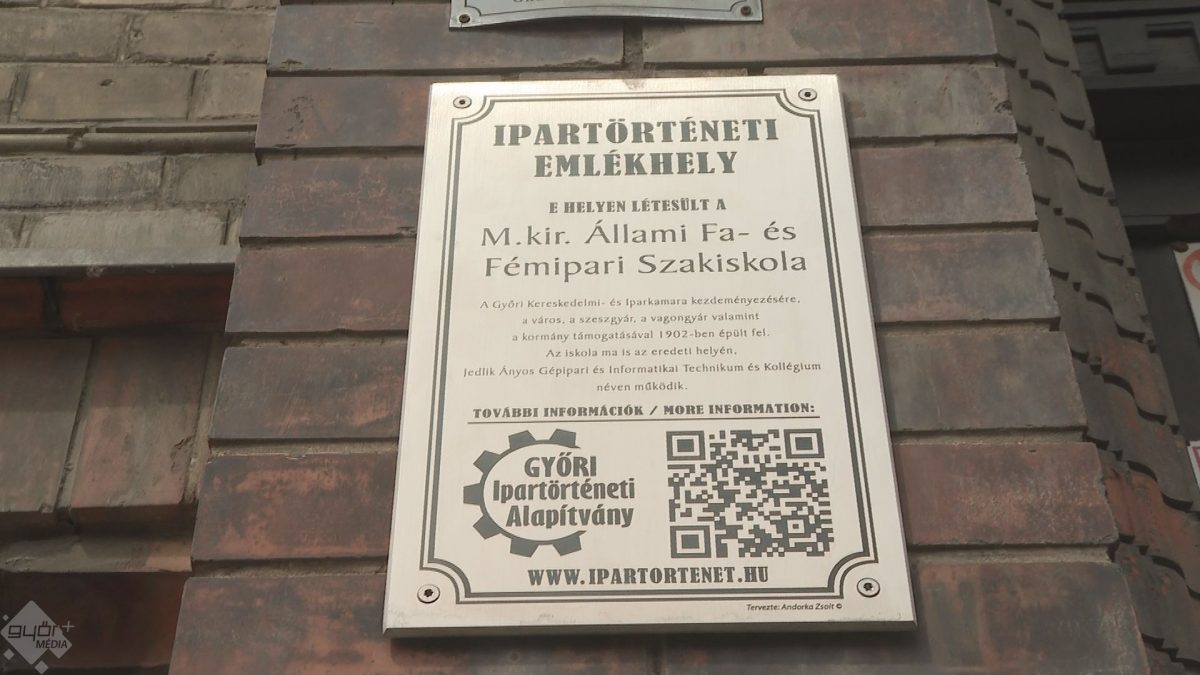 IPARTÖRTÉNETI
EMLÉKHELY
E HELYEN LÉTESÜLT A
M.kir. Állami Fa- és
Fémipari Szakiskola
A Győri Kereskedelmi- és Iparkamara kezdeményezésére,
a város, a szeszgyár, a vagongyár valamint
a kormány támogatásával 1902-ben épült fel.
Az iskola ma is az eredeti helyén,
Jedlik Ányos Gépipari és Informatikai Technikum és Kollégium
néven működik.
TOVÁBBI INFORMÁCIÓK / MORE INFORMATION:
GYŐRI
Ipartörténeti
Alapítvány
WWW.IPARTORTENET.HU
Tervezte: Andorka Zsolt ©
győr+
MÉDIA